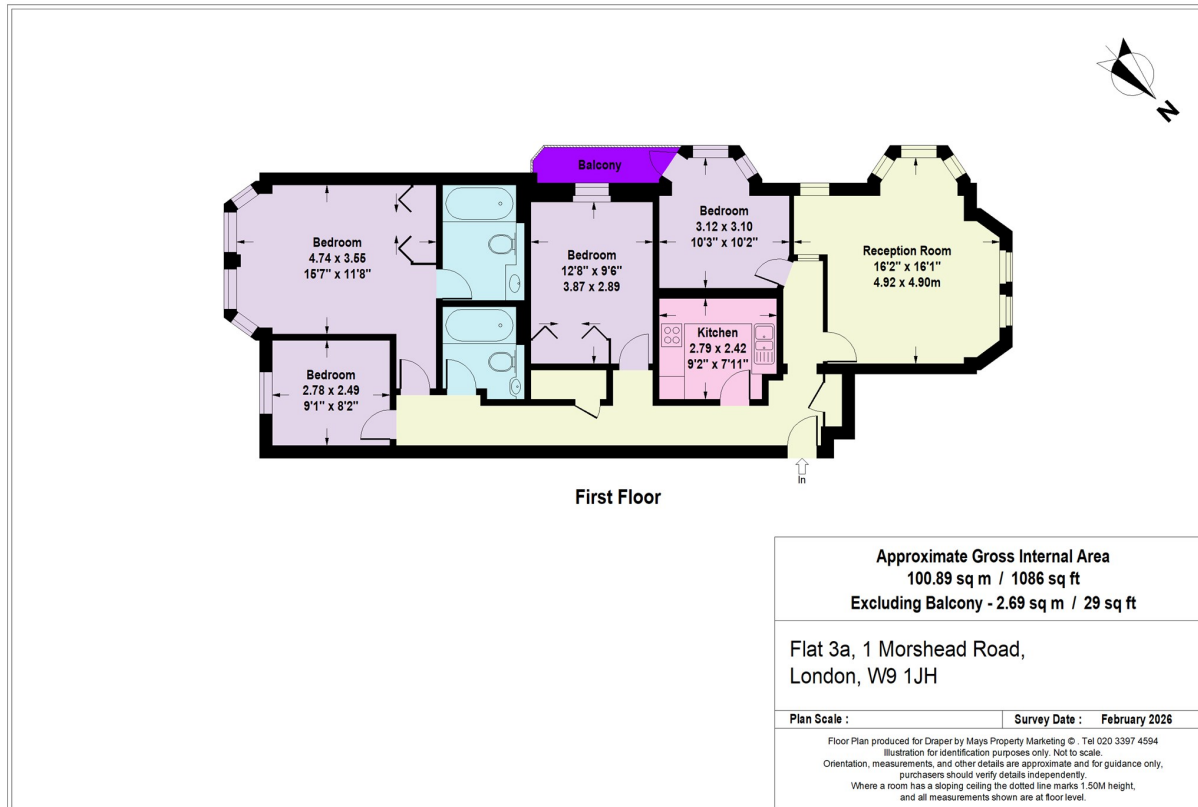 N
Balcony
Bedroom
4.74 x 3.55
15'7" x 11'8"
Bedroom
12'8" x 9'6"
3.87 x 2.89
Bedroom
3.12 x 3.10
10'3" x 10'2"
Reception Room
16'2" x 16'1"
4.92 x 4.90m
Kitchen
2.79 x 2.42
9'2" x 7'11"
Bedroom
2.78 x 2.49
9'1" x 8'2"
In
First Floor
Approximate Gross Internal Area
100.89 sq m / 1086 sq ft
Excluding Balcony - 2.69 sq m / 29 sq ft
Flat 3a, 1 Morshead Road,
London, W9 1JH
Plan Scale :
Survey Date : February 2026
Floor Plan produced for Draper by Mays Property Marketing © . Tel 020 3397 4594
Illustration for identification purposes only. Not to scale.
Orientation, measurements, and other details are approximate and for guidance only,
purchasers should verify details independently.
Where a room has a sloping ceiling the dotted line marks 1.50M height,
and all measurements shown are at floor level.